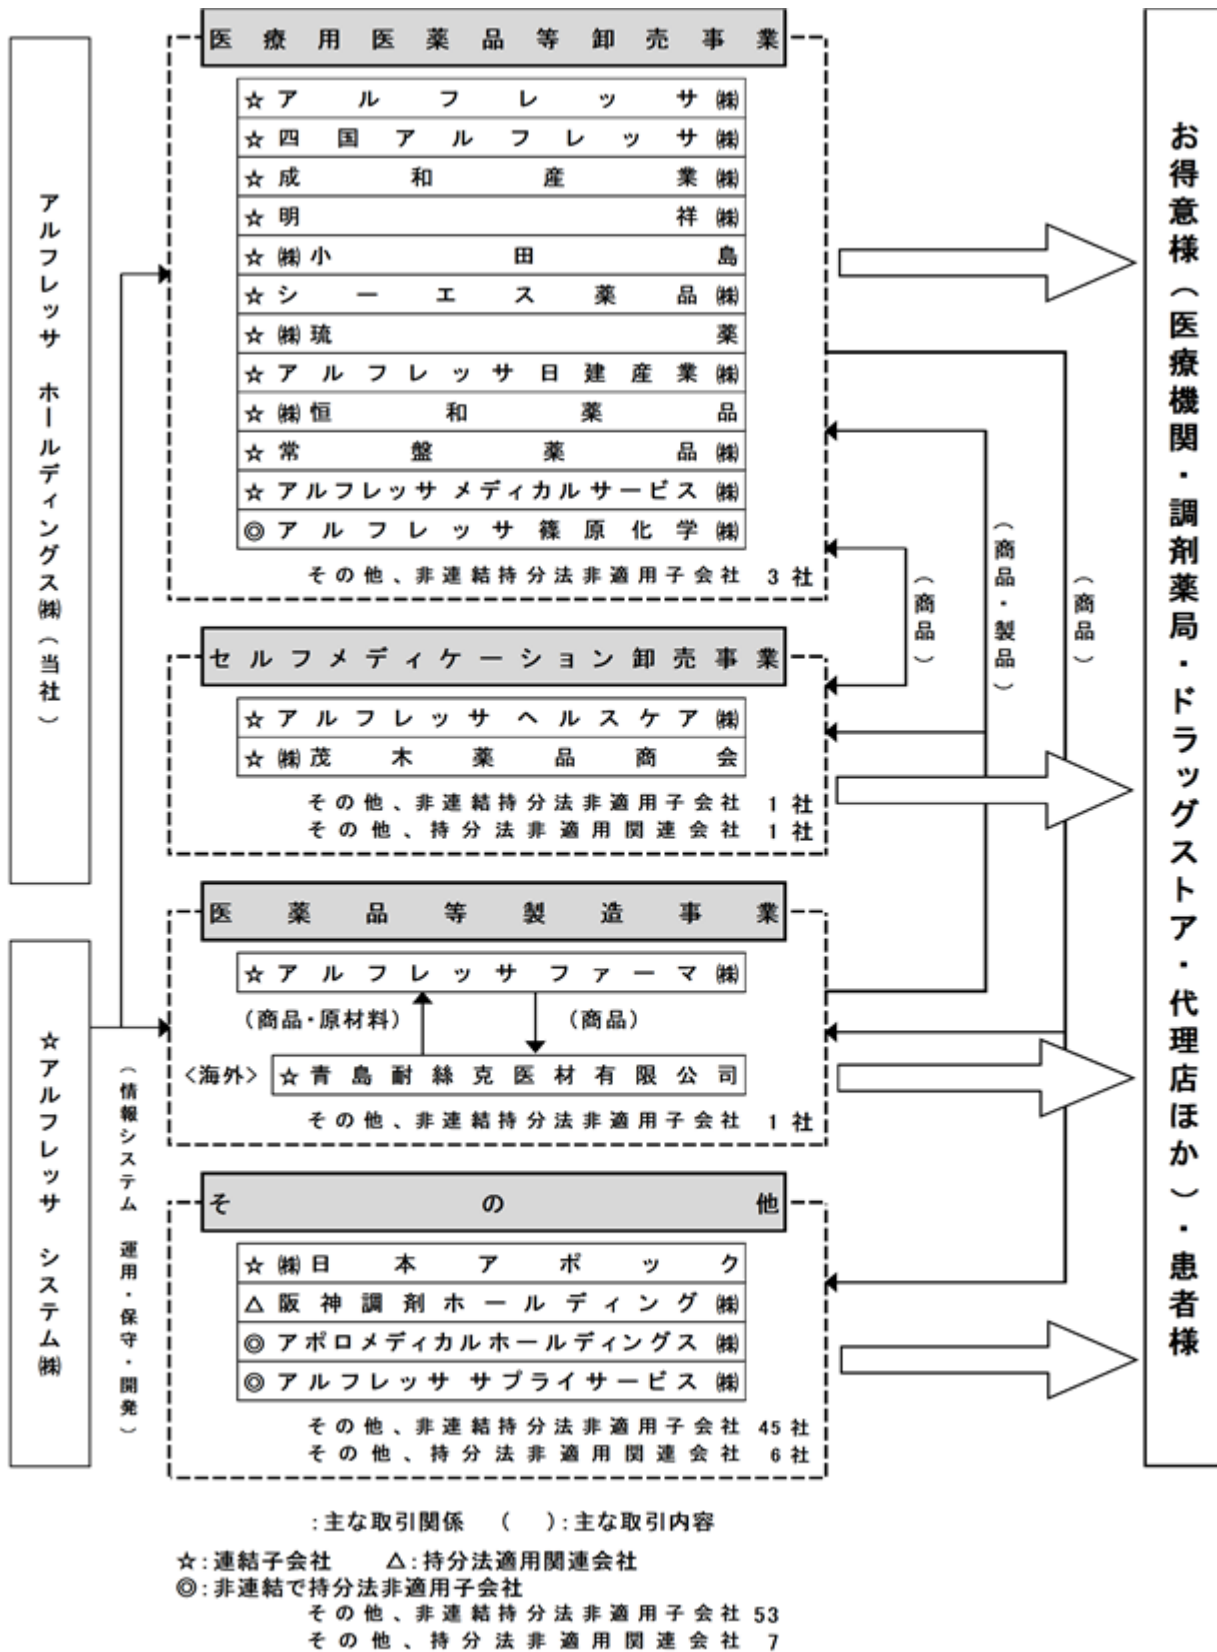 アルフレッサ ホールディングス㈱(当社)
☆アルフレッサ システム㈱
(情報システム 運用・保守・開発)
医療用医薬品等卸売事業
☆アルフレッサ㈱
☆四国アルフレッサ㈱
☆成和産業㈱
☆明祥㈱
☆㈱小田島
☆シーエス薬品㈱
☆㈱琉薬
☆アルフレッサ日建産業㈱
☆㈱恒和薬品
☆常盤薬品㈱
☆アルフレッサ メディカルサービス㈱
◎アルフレッサ篠原化学㈱
その他、非連結持分法非適用子会社 3社
セルフメディケーション卸売事業
☆アルフレッサ ヘルスケア㈱
☆㈱茂木薬品商会
その他、非連結持分法非適用子会社 1社
その他、持分法非適用関連会社 1社
医薬品等製造事業
☆アルフレッサ ファーマ㈱
(商品・原材料)
(商品)
<海外>
☆青島耐絲克医材有限公司
その他、非連結持分法非適用子会社 1社
その他
☆㈱日本アポック
△阪神調剤ホールディング㈱
◎アポロメディカルホールディングス㈱
◎アルフレッサ サプライサービス㈱
その他、非連結持分法非適用子会社 45社
その他、持分法非適用関連会社 6社
(商品)
(商品・製品)
(商品)
お得意様(医療機関・調剤薬局・ドラッグストア・代理店ほか)・患者様
:主な取引関係 ( ):主な取引内容
☆:連結子会社 △:持分法適用関連会社
◎:非連結で持分法非適用子会社
その他、非連結持分法非適用子会社 53
その他、持分法非適用関連会社 7